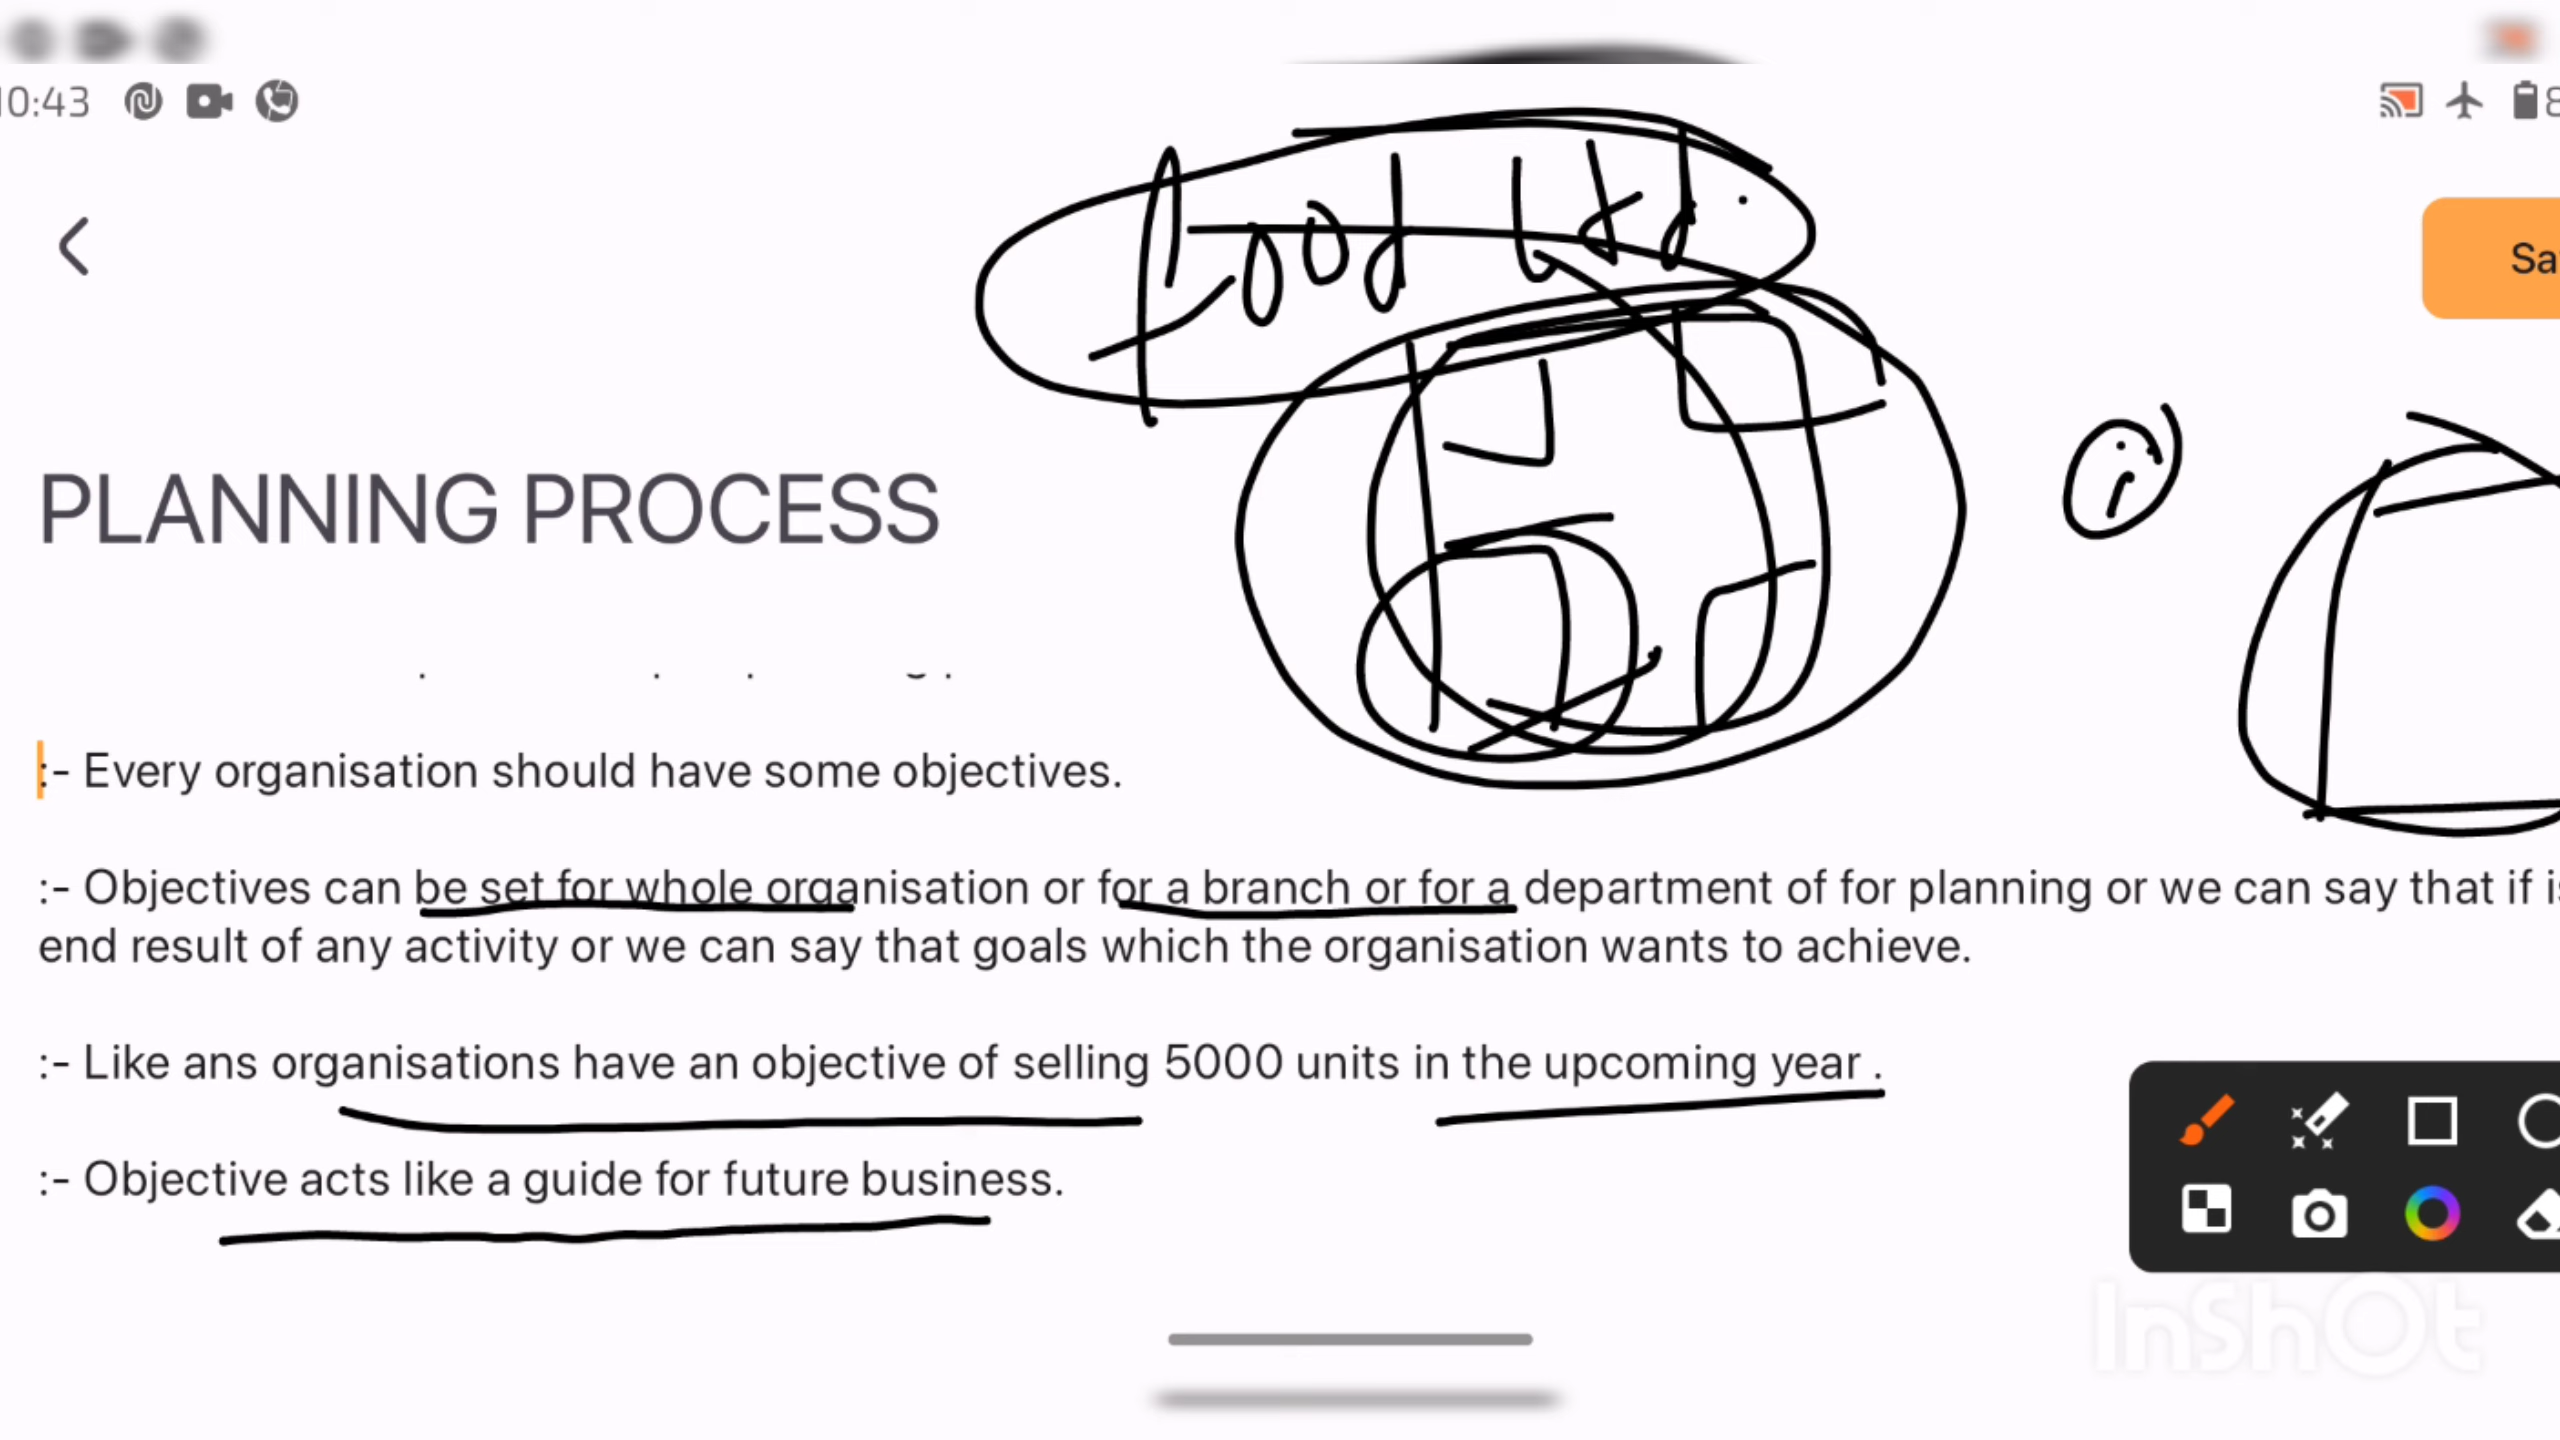 10:43
food Ltd.
Sa
PLANNING PROCESS
:- Every organisation should have some objectives.
:- Objectives can be set for whole organisation or for a branch or for a department of for planning or we can say that if is
end result of any activity or we can say that goals which the organisation wants to achieve.
:- Like ans organisations have an objective of selling 5000 units in the upcoming year .
:- Objective acts like a guide for future business.
InShOt